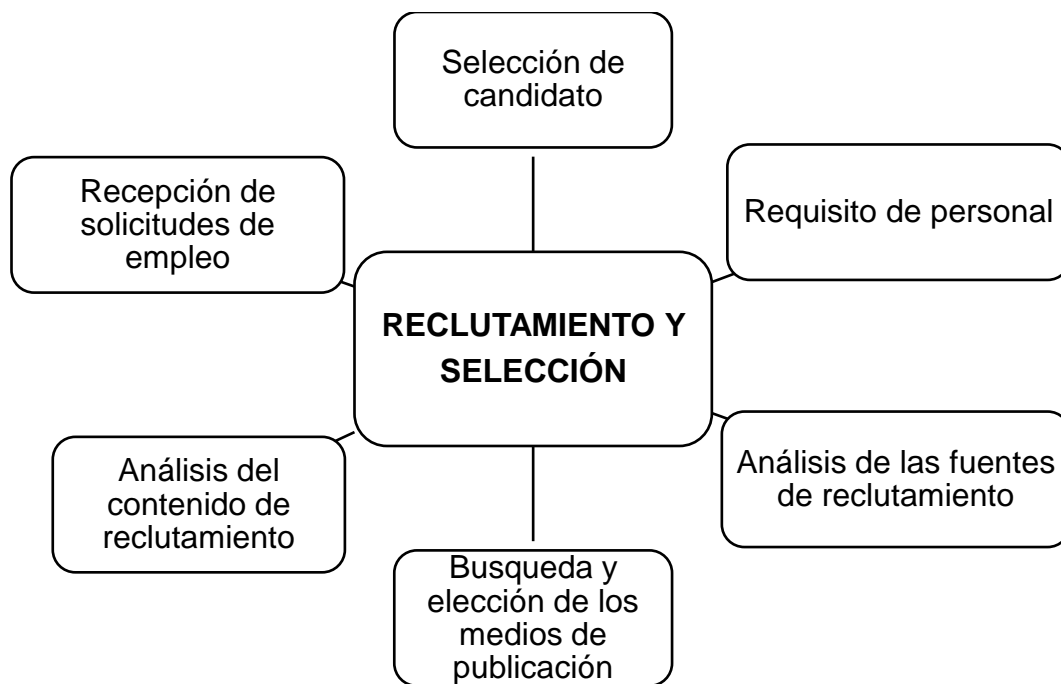 Selección de
candidato
Recepción de
solicitudes de
empleo
Requisito de personal
RECLUTAMIENTO Y
SELECCIÓN
Análisis del
contenido de
reclutamiento
Análisis de las fuentes
de reclutamiento
Busqueda y
elección de los
medios de
publicación